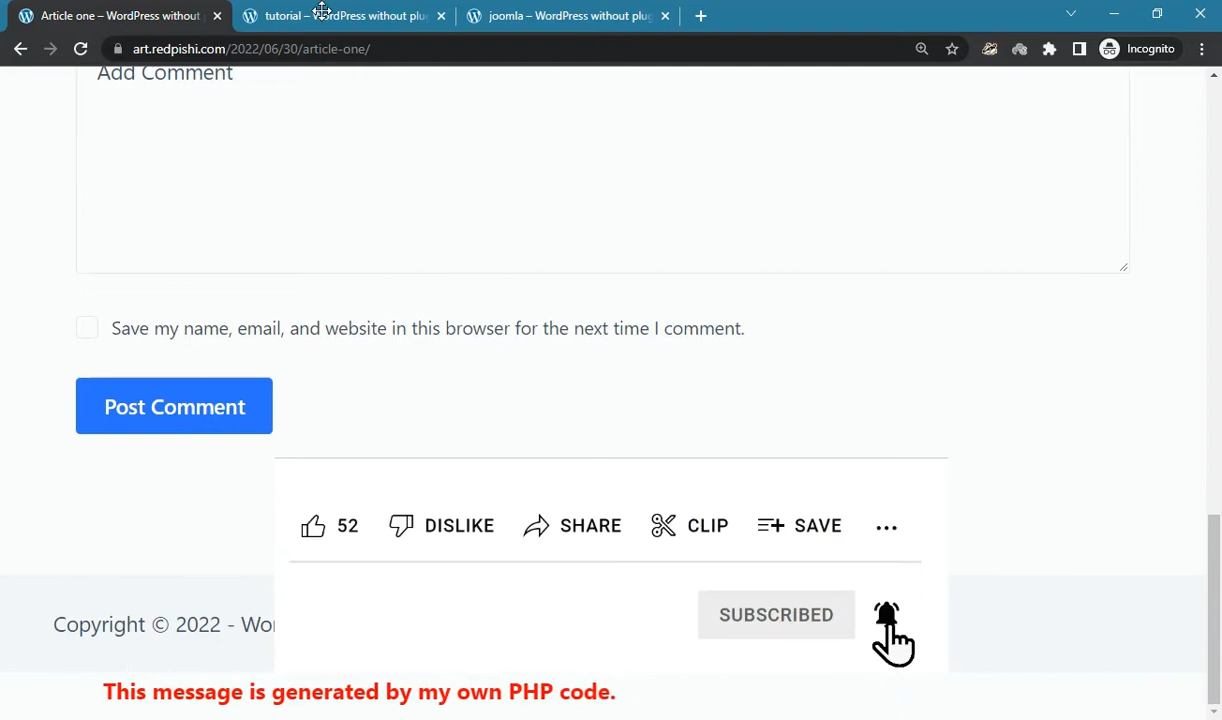 Article one – WordPress without
tutorial – WordPress without plu
joomla – WordPress without plug
art.redpishi.com/2022/06/30/article-one/
Incognito
Add Comment
Save my name, email, and website in this browser for the next time I comment.
Post Comment
52 DISLIKE SHARE CLIP SAVE ...
SUBSCRIBED
Copyright © 2022 - Wor
This message is generated by my own PHP code.